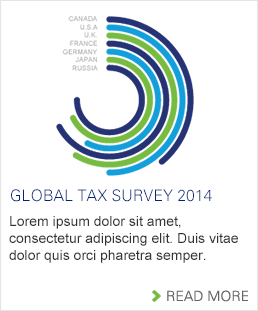 CANADA
U.S.A
U.K.
FRANCE
GERMANY
JAPAN
RUSSIA
GLOBAL TAX SURVEY 2014
Lorem ipsum dolor sit amet,
consectetur adipiscing elit. Duis vitae
dolor quis orci pharetra semper.
READ MORE